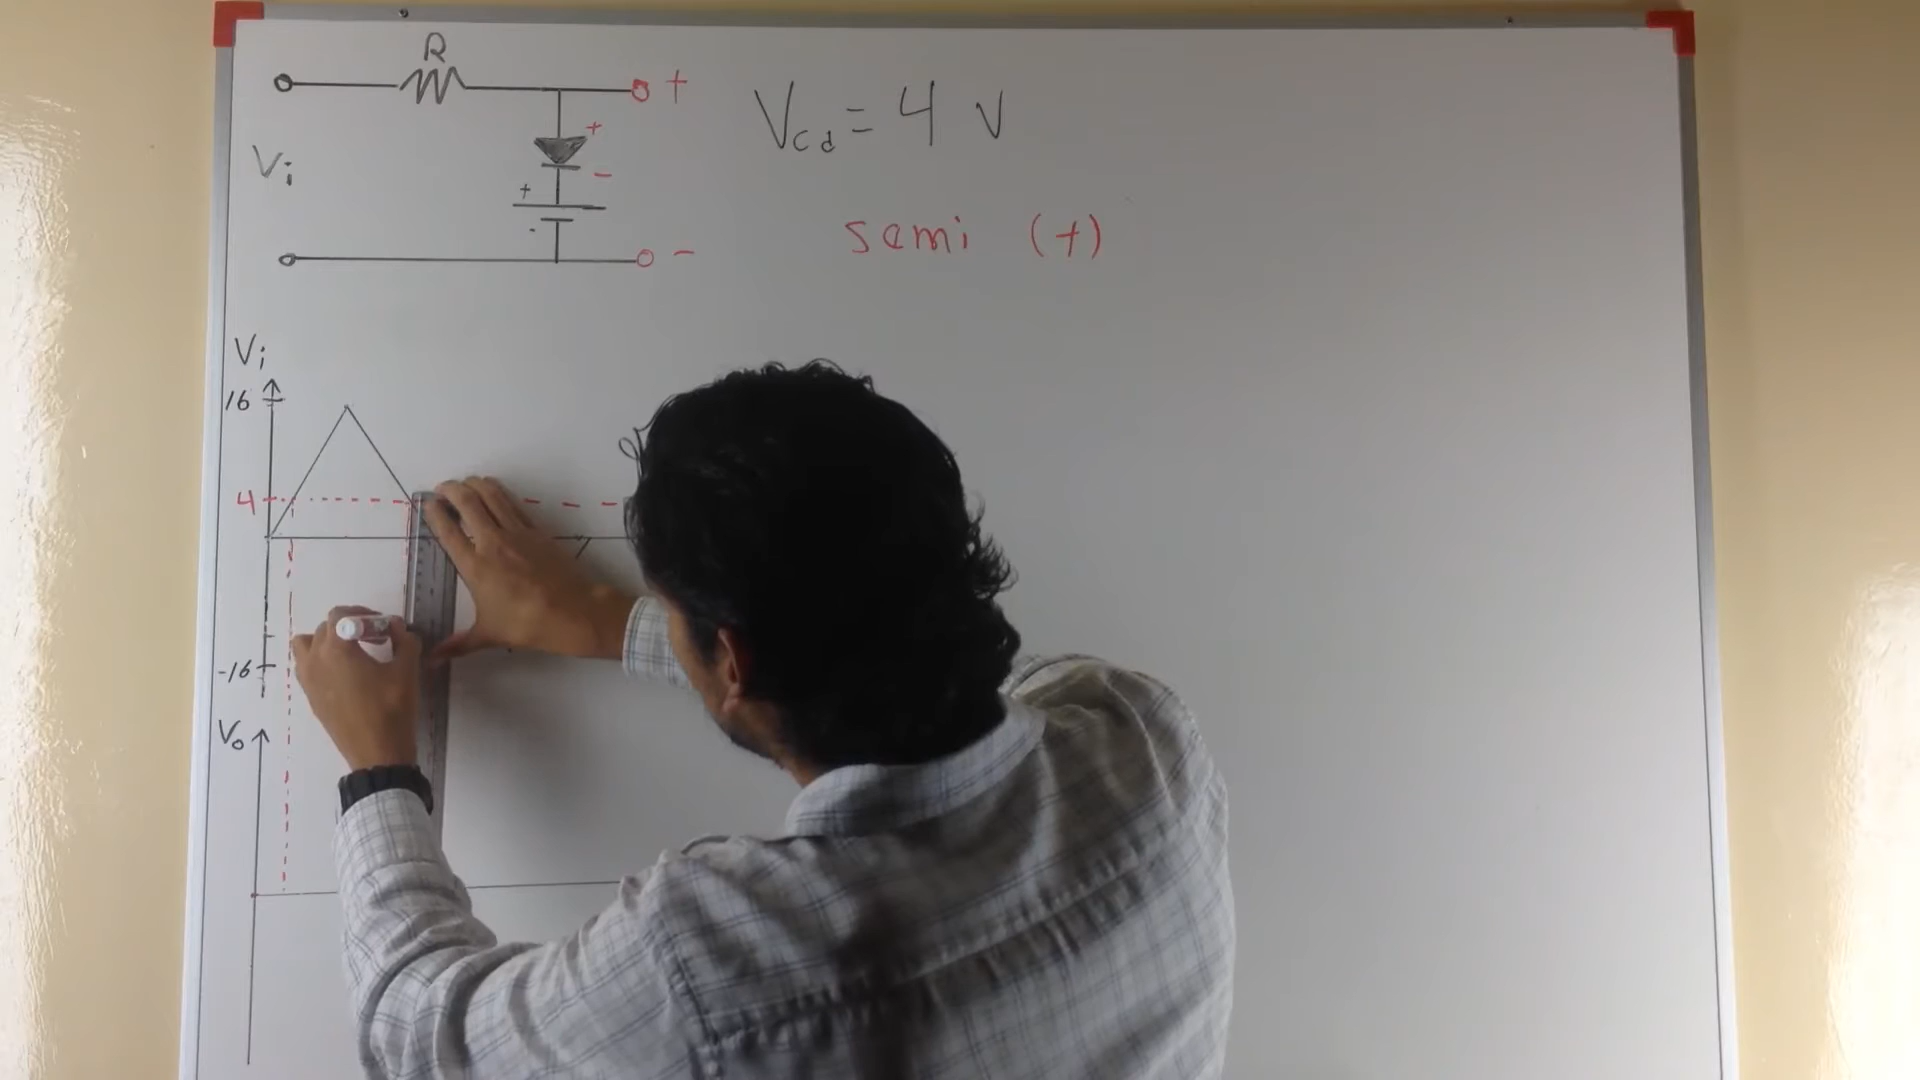 R
+
Vcd = 4 V
+
-
Vi
+
-
semi (+)
-
Vi
16
4
-16
Vo